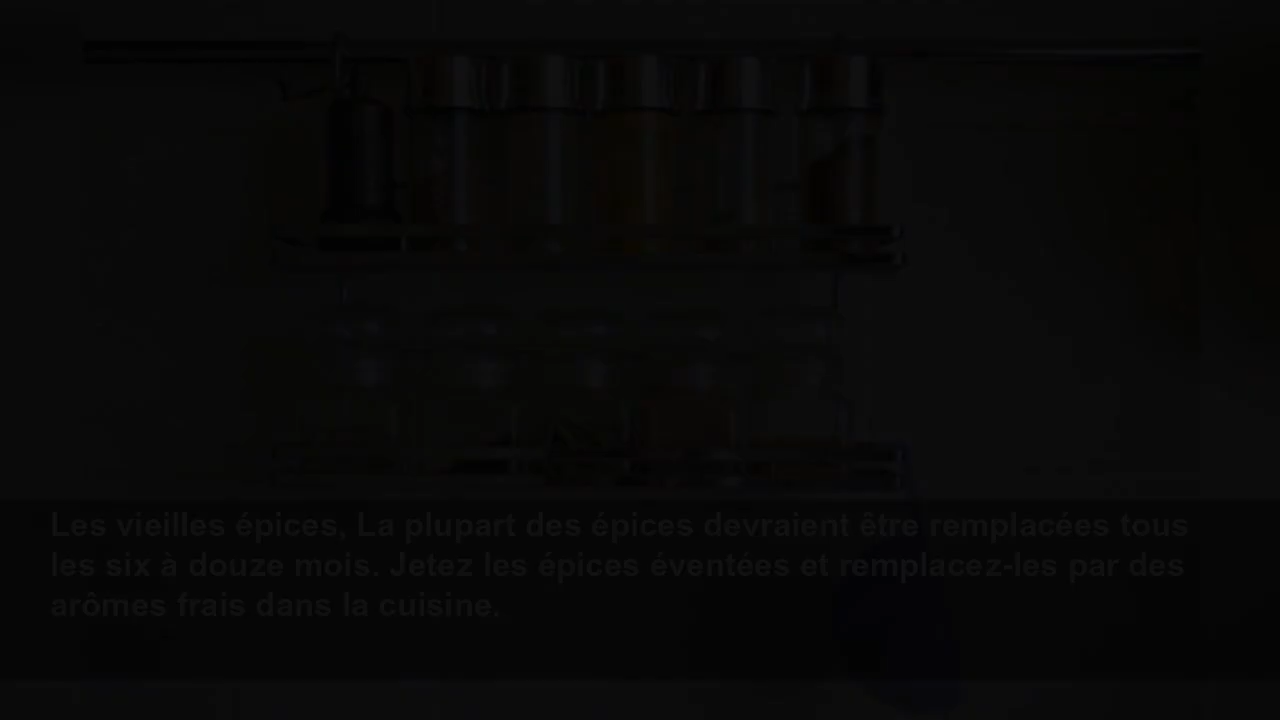 Les vieilles épices, La plupart des épices devraient être remplacées tous
les six à douze mois. Jetez les épices éventées et remplacez-les par des
arômes frais dans la cuisine.